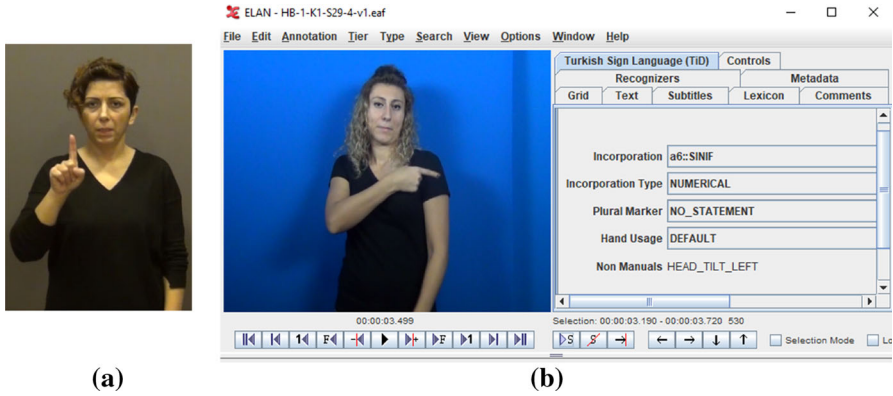 ELAN - HB-1-K1-S29-4-v1.eaf
File Edit Annotation Tier Type Search View Options Window Help
Turkish Sign Language (TiD) Controls
Recognizers Metadata
Grid Text Subtitles Lexicon Comments
Incorporation a6::SINIF
Incorporation Type NUMERICAL
Plural Marker NO_STATEMENT
Hand Usage DEFAULT
Non Manuals HEAD_TILT_LEFT
00:00:03.499
Selection: 00:00:03.190 - 00:00:03.720 530
1 F F 1 S S Selection Mode Lo
(a) (b)